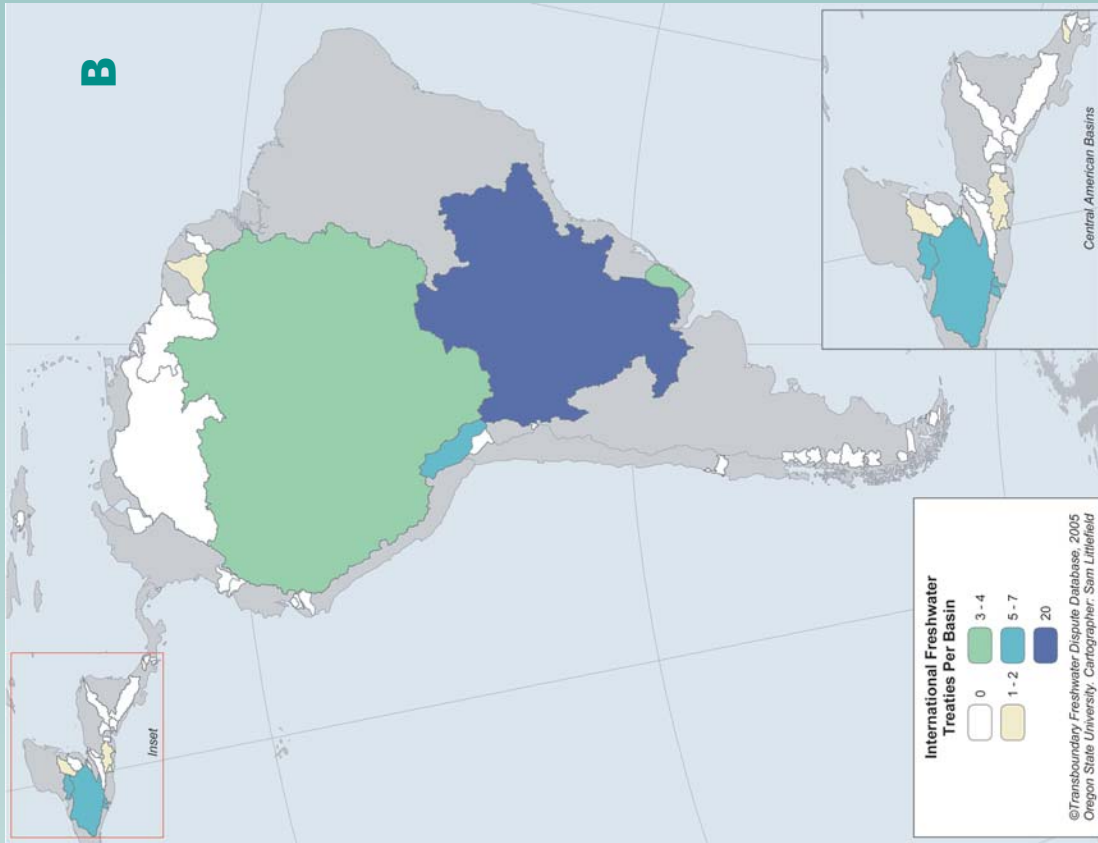 B
Inset
Central American Basins
International Freshwater
Treaties Per Basin
0
3 - 4
1 - 2
5 - 7
20
©Transboundary Freshwater Dispute Database, 2005
Oregon State University. Cartographer: Sam Littlefield